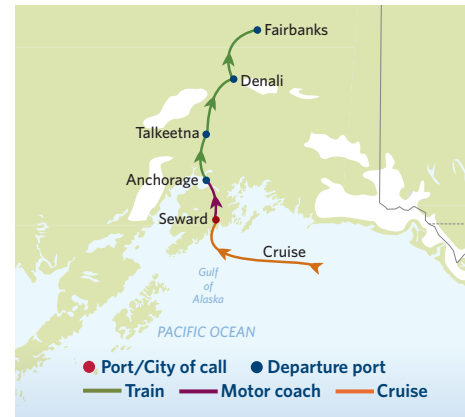 Fairbanks
Denali
Talkeetna
Anchorage
Seward
Cruise
Gulf
of
Alaska
PACIFIC OCEAN
Port/City of call Departure port
Train Motor coach Cruise